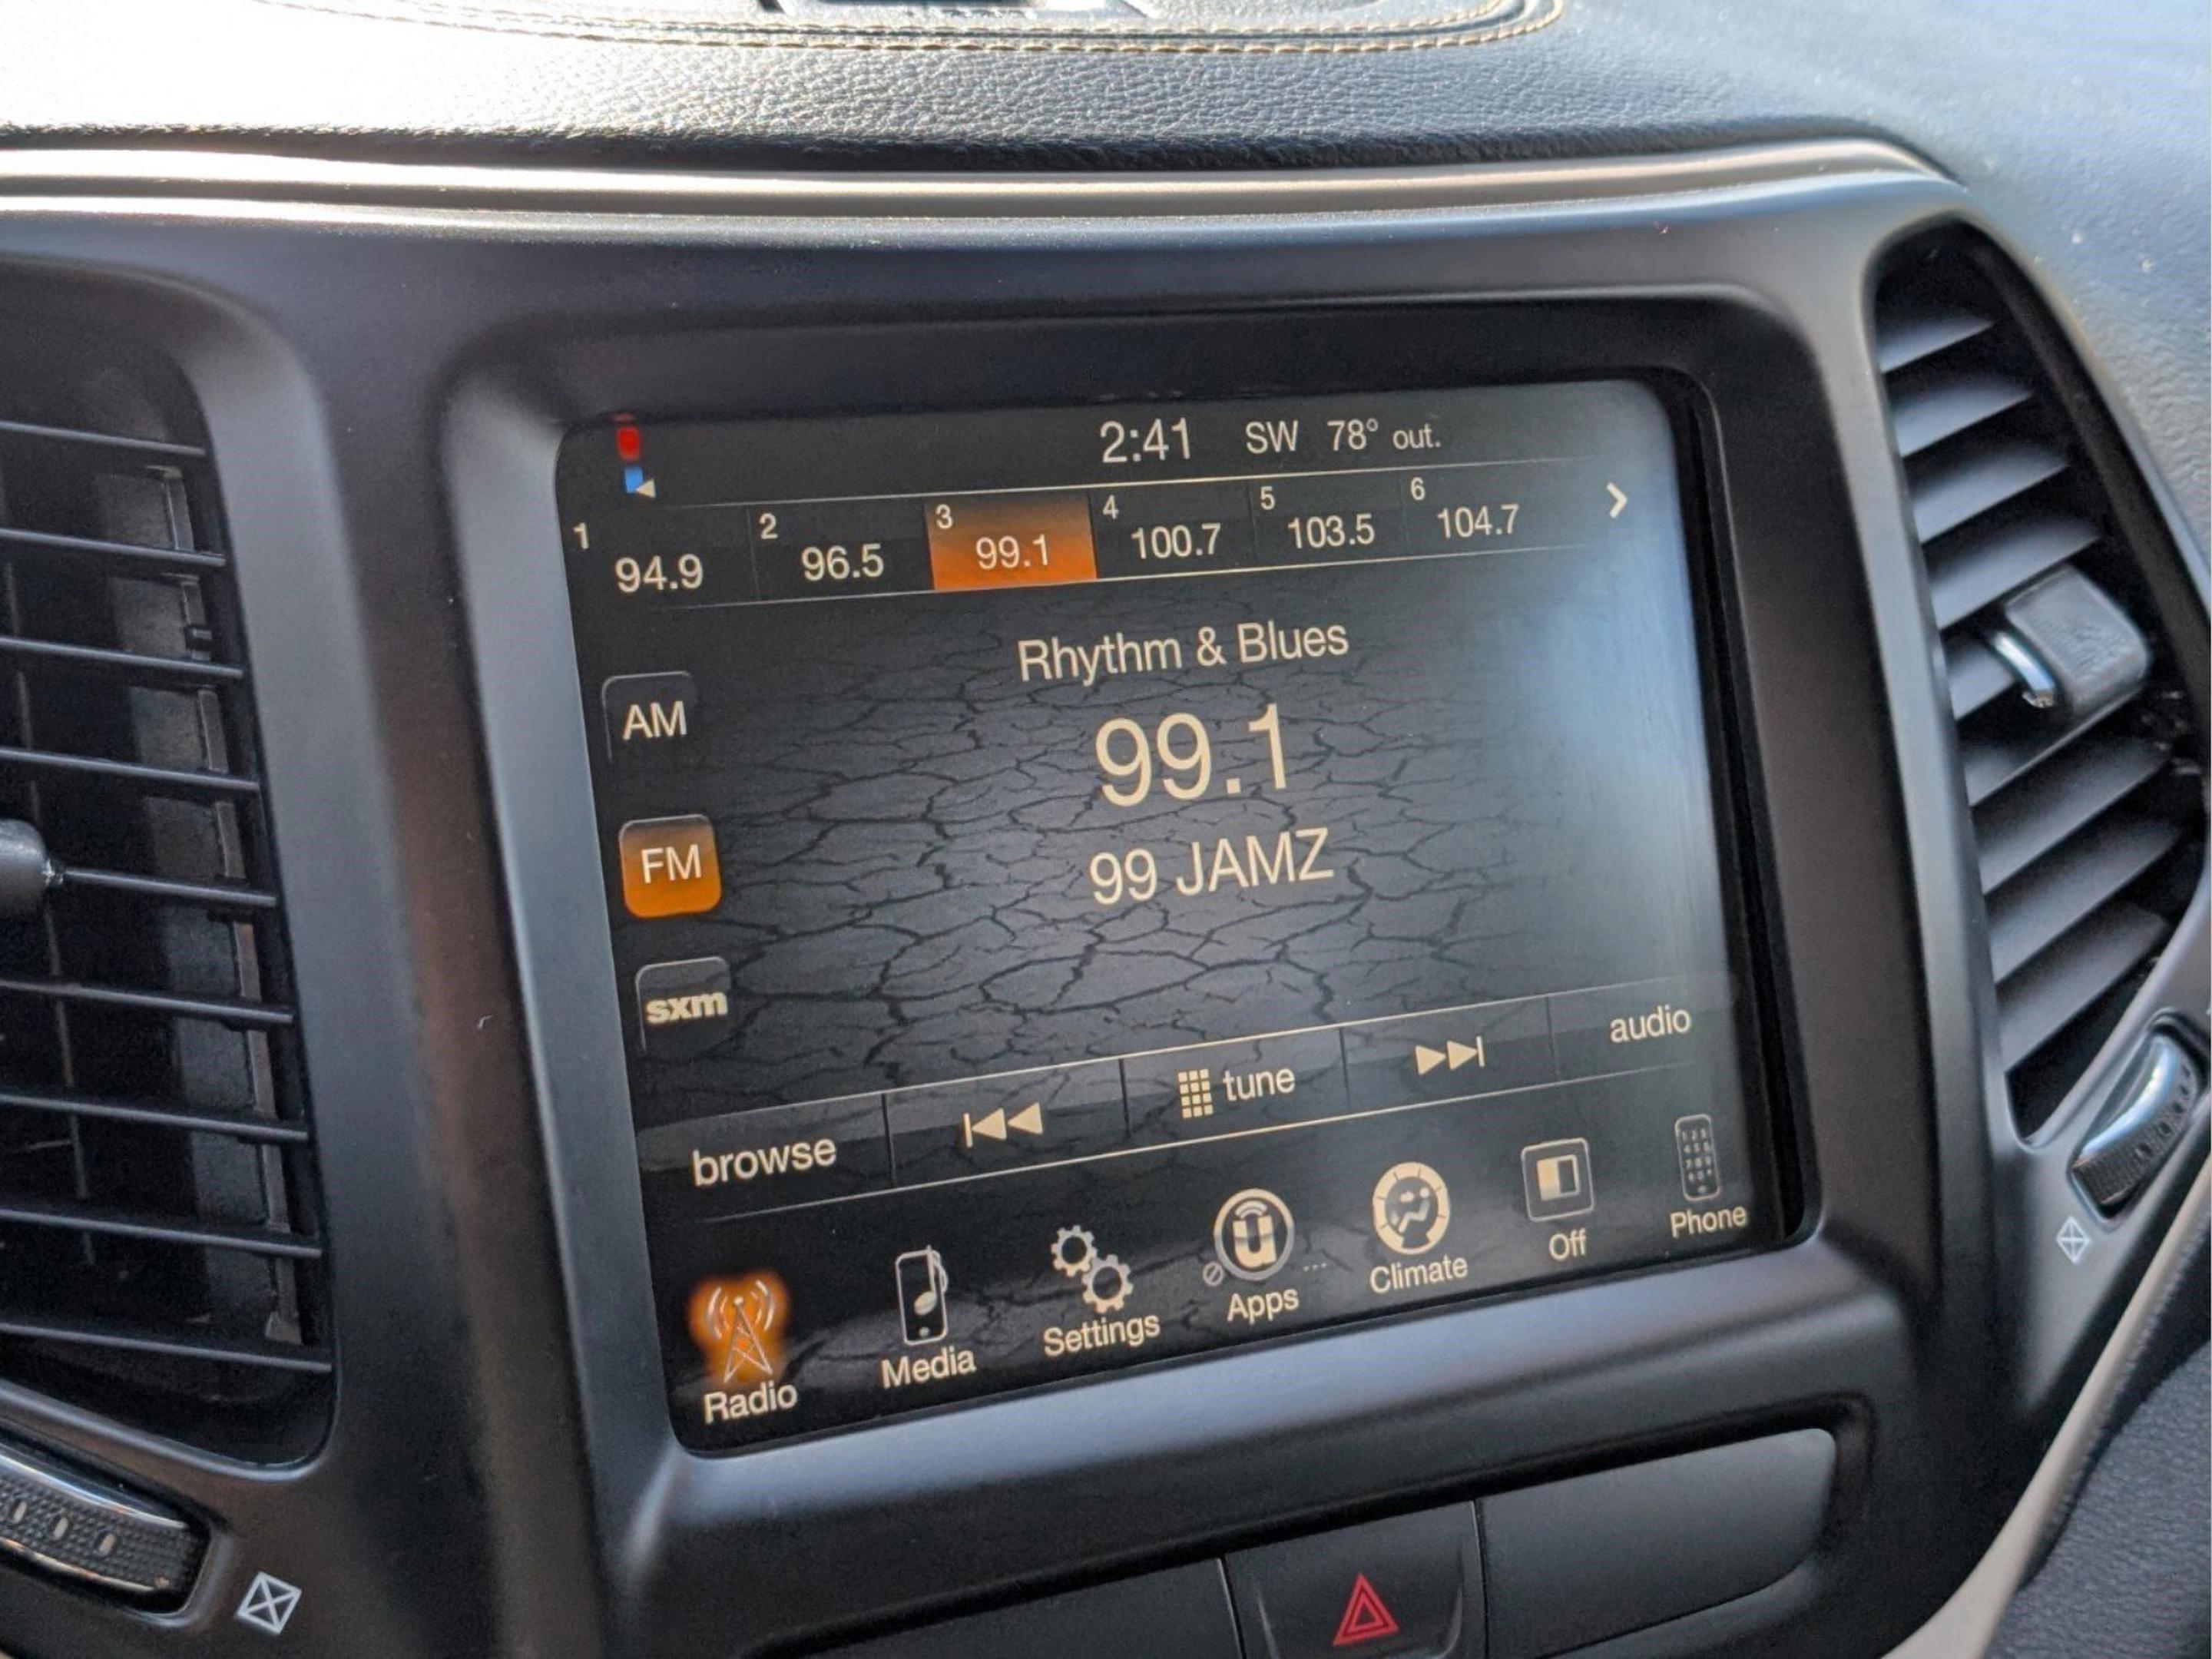 2:41 SW 78° out.
1 94.9 2 96.5 3 99.1 4 100.7 5 103.5 6 104.7
Rhythm & Blues
AM
99.1
FM
99 JAMZ
sxm
browse tune audio
Radio Media Settings Apps ... Climate Off Phone